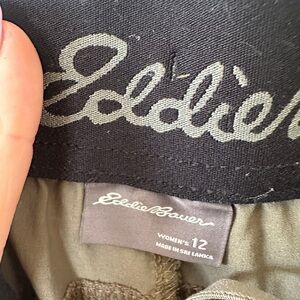 Eddie
Eddie Bauer
WOMEN'S 12
MADE IN SRI LANKA